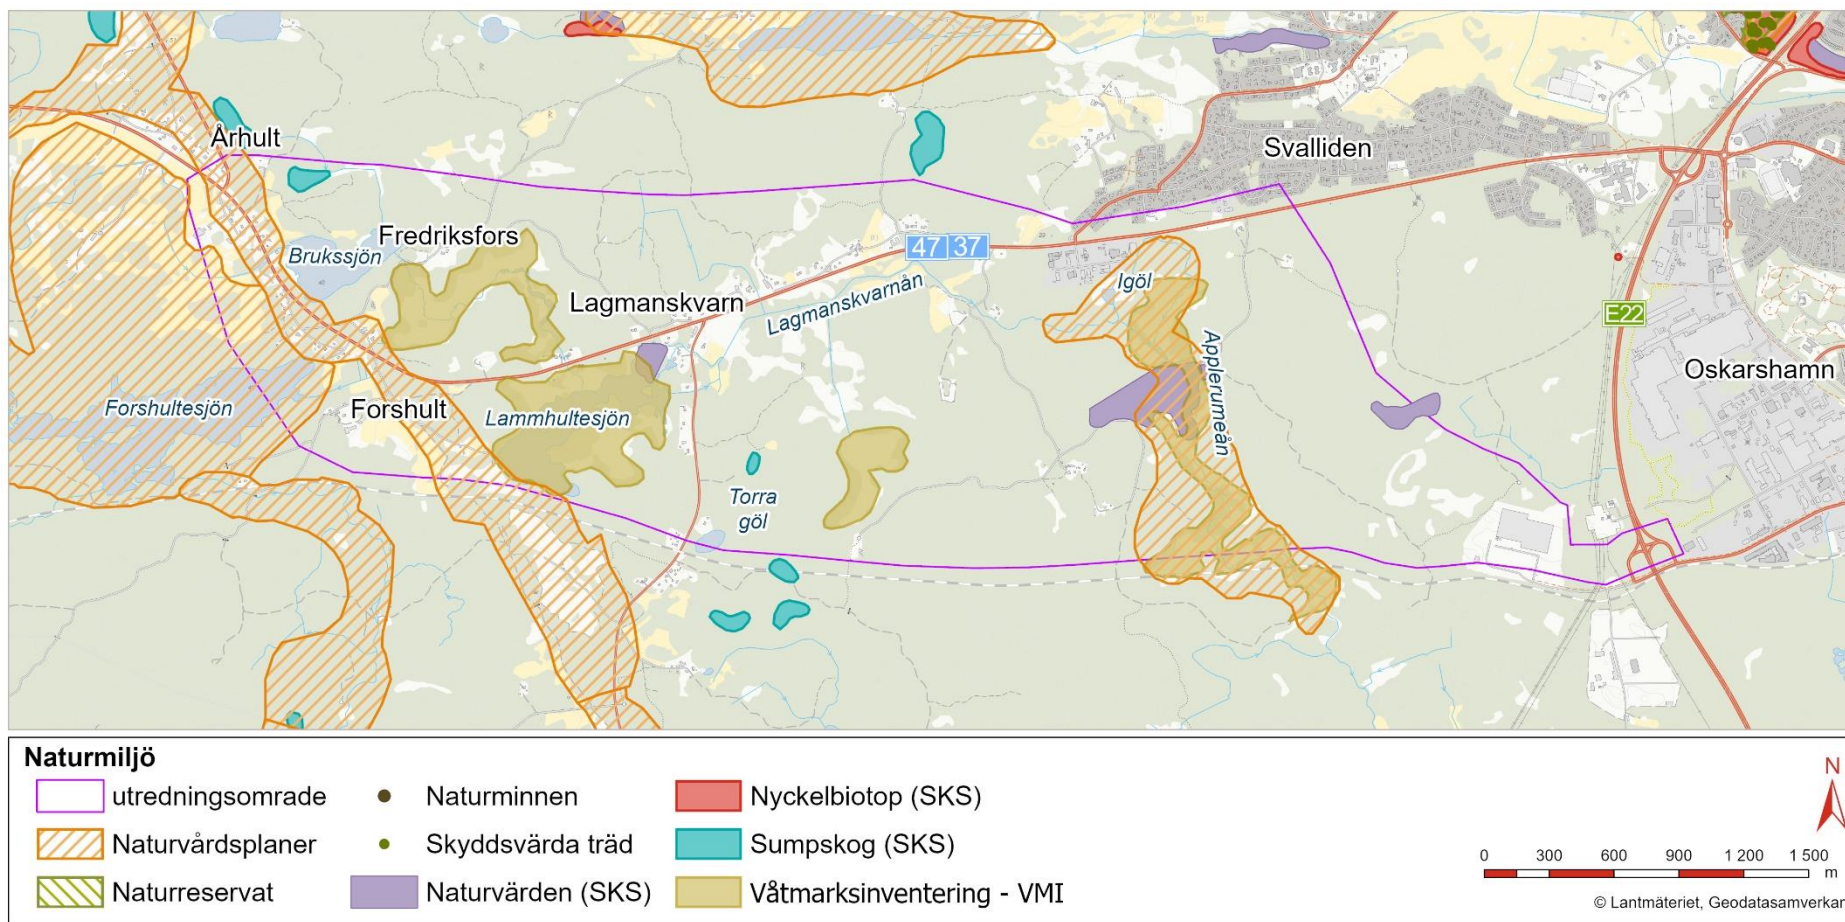 Århult
Svalliden
Fredriksfors
Brukssjön
47 37
Igöl
Lagmanskvarn
Lagmanskvarnån
E22
Applerumeån
Oskarshamn
Forshultesjön
Forshult
Lammhultesjön
Torra
göl
Naturmiljö
utredningsomrade
Naturvårdsplaner
Naturreservat
Naturminnen
Skyddsvärda träd
Naturvärden (SKS)
Nyckelbiotop (SKS)
Sumpskog (SKS)
Våtmarksinventering - VMI
N
0 300 600 900 1 200 1 500
m
© Lantmäteriet, Geodatasamverkan